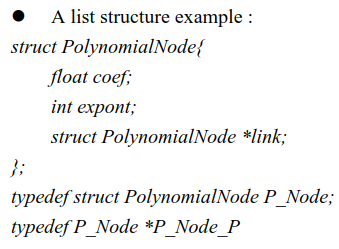 ● A list structure example :
struct PolynomialNode{
float coef;
int expont;
struct PolynomialNode *link;
};
typedef struct PolynomialNode P_Node;
typedef P_Node *P_Node_P